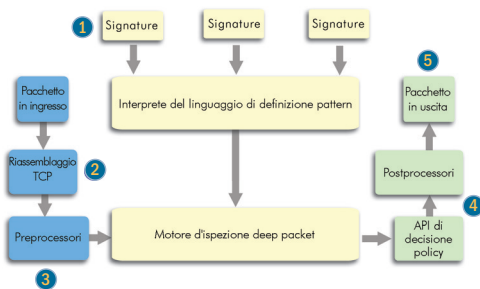 1
Signature
Signature
Signature
5
Pacchetto
in ingresso
Interprete del linguaggio di definizione pattern
Pacchetto
in uscita
Riassemblaggio
TCP
2
Postprocessori
4
Preprocessori
Motore d'ispezione deep packet
API di
decisione
policy
3